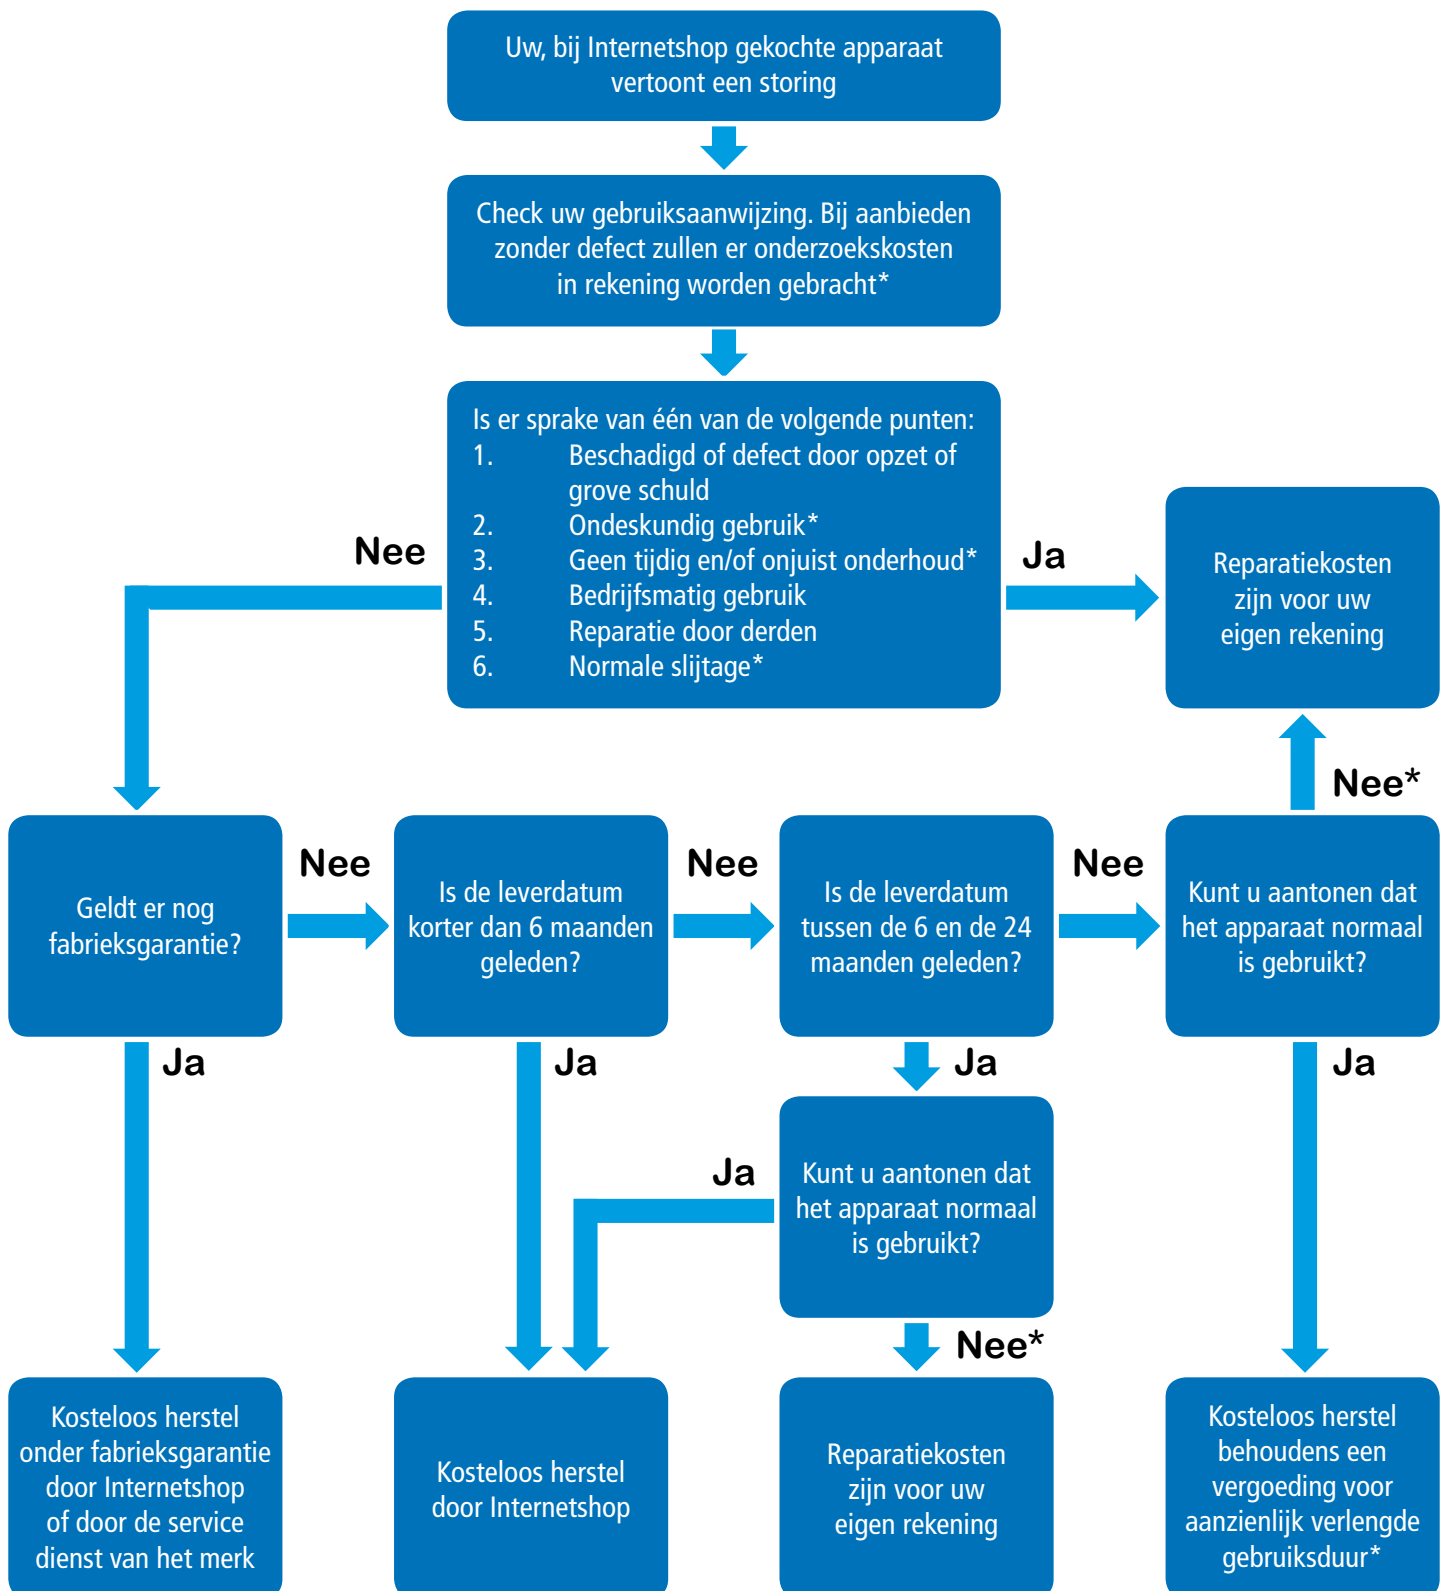 Uw, bij Internetshop gekochte apparaat
vertoont een storing
Check uw gebruiksaanwijzing. Bij aanbieden
zonder defect zullen er onderzoekskosten
in rekening worden gebracht*
Is er sprake van één van de volgende punten:
1. Beschadigd of defect door opzet of
grove schuld
2. Ondeskundig gebruik*
3. Geen tijdig en/of onjuist onderhoud*
4. Bedrijfsmatig gebruik
5. Reparatie door derden
6. Normale slijtage*
Nee
Ja
Reparatiekosten
zijn voor uw
eigen rekening
Nee*
Geldt er nog
fabrieksgarantie?
Nee
Is de leverdatum
korter dan 6 maanden
geleden?
Nee
Is de leverdatum
tussen de 6 en de 24
maanden geleden?
Nee
Kunt u aantonen dat
het apparaat normaal
is gebruikt?
Ja
Ja
Ja
Ja
Ja
Kunt u aantonen dat
het apparaat normaal
is gebruikt?
Nee*
Kosteloos herstel
onder fabrieksgarantie
door Internetshop
of door de service
dienst van het merk
Kosteloos herstel
door Internetshop
Reparatiekosten
zijn voor uw
eigen rekening
Kosteloos herstel
behoudens een
vergoeding voor
aanzienlijk verlengde
gebruiksduur*